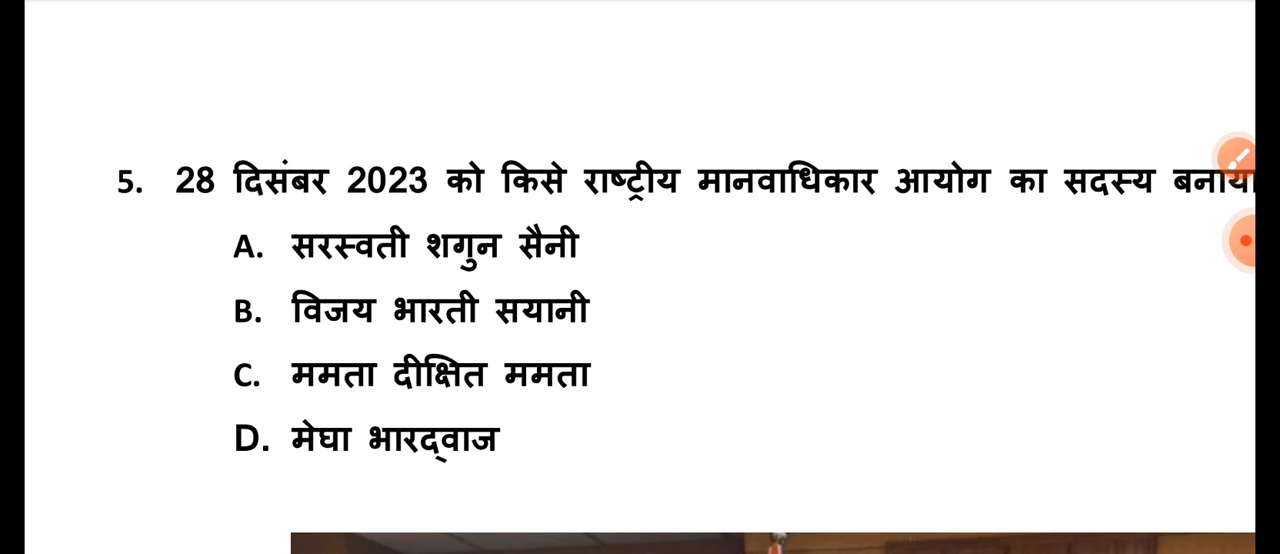 5. 28 दिसंबर 2023 को किसे राष्ट्रीय मानवाधिकार आयोग का सदस्य बनाया
A. सरस्वती शगुन सैनी
B. विजय भारती सयानी
C. ममता दीक्षित ममता
D. मेघा भारद्वाज